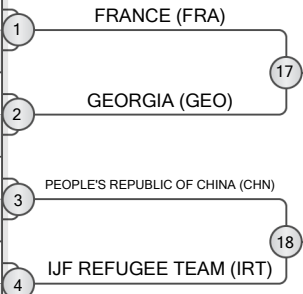 FRANCE (FRA)
1
17
GEORGIA (GEO)
2
PEOPLE'S REPUBLIC OF CHINA (CHN)
3
18
IJF REFUGEE TEAM (IRT)
4